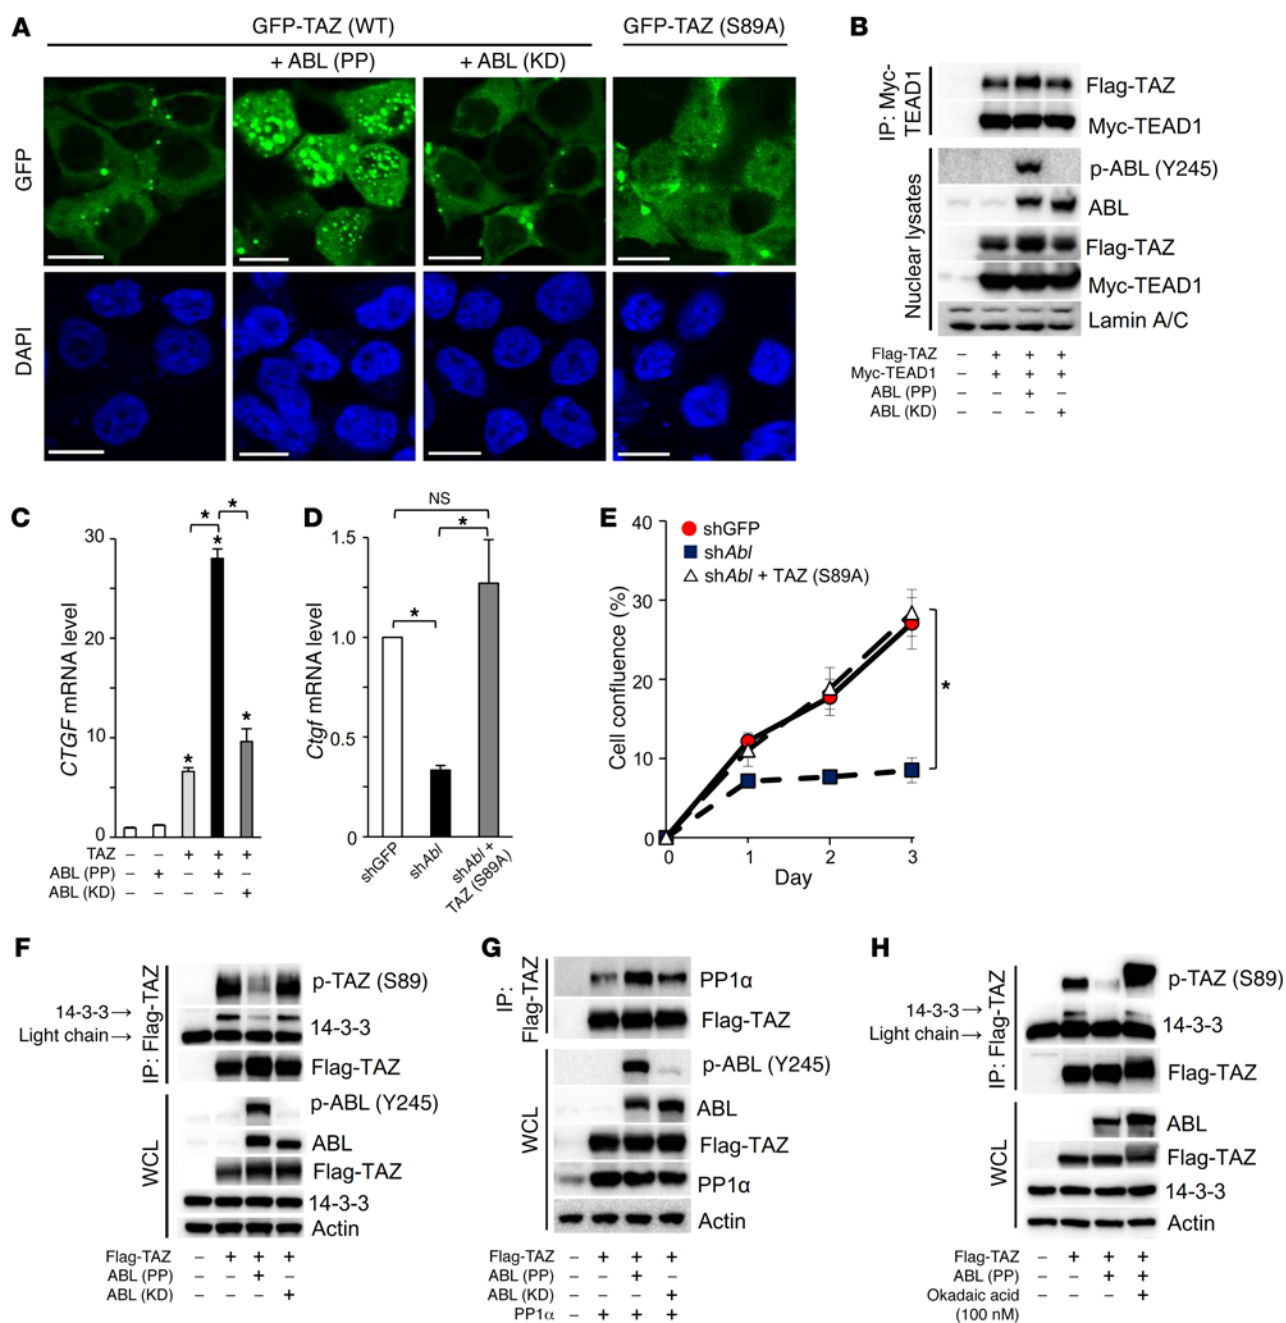 A
GFP-TAZ (WT)
GFP-TAZ (S89A)
+ ABL (PP)
+ ABL (KD)
GFP
DAPI
B
IP: Myc-
TEAD1
Flag-TAZ
Myc-TEAD1
Nuclear lysates
p-ABL (Y245)
ABL
Flag-TAZ
Myc-TEAD1
Lamin A/C
Flag-TAZ – + + +
Myc-TEAD1 – + + +
ABL (PP) – – + –
ABL (KD) – – – +
C
CTGF mRNA level
30
20
10
0
* * * * *
TAZ – – + + +
ABL (PP) – + – + –
ABL (KD) – – – – +
D
Ctgf mRNA level
NS
*
*
1.5
1.0
0.5
0
shGFP
shAbl
shAbl +
TAZ (S89A)
E
Cell confluence (%)
40
30
20
10
0
shGFP
shAbl
shAbl + TAZ (S89A)
*
0 1 2 3
Day
F
IP: Flag-TAZ
p-TAZ (S89)
14-3-3 →
14-3-3
Light chain →
Flag-TAZ
WCL
p-ABL (Y245)
ABL
Flag-TAZ
14-3-3
Actin
Flag-TAZ – + + +
ABL (PP) – – + –
ABL (KD) – – – +
G
IP:
Flag-TAZ
PP1α
Flag-TAZ
WCL
p-ABL (Y245)
ABL
Flag-TAZ
PP1α
Actin
Flag-TAZ – + + +
ABL (PP) – – + –
ABL (KD) – – – +
PP1α – + + +
H
IP: Flag-TAZ
p-TAZ (S89)
14-3-3 →
14-3-3
Light chain →
Flag-TAZ
WCL
ABL
Flag-TAZ
14-3-3
Actin
Flag-TAZ – + + +
ABL (PP) – – + +
Okadaic acid – – – +
(100 nM)